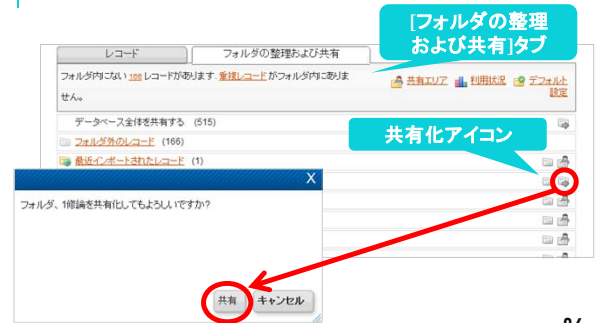 [フォルダの整理
および共有]タブ
レコード
フォルダの整理および共有
フォルダ内にない 166 レコードがあります. 重複レコード がフォルダ内にありま
せん。
共有エリア 利用状況 デフォルト
設定
データベース全体を共有する (515)
フォルダ外のレコード (166)
共有化アイコン
最近インポートされたレコード (1)
X
フォルダ、1修論を共有化してもよろしいですか?
共有 キャンセル